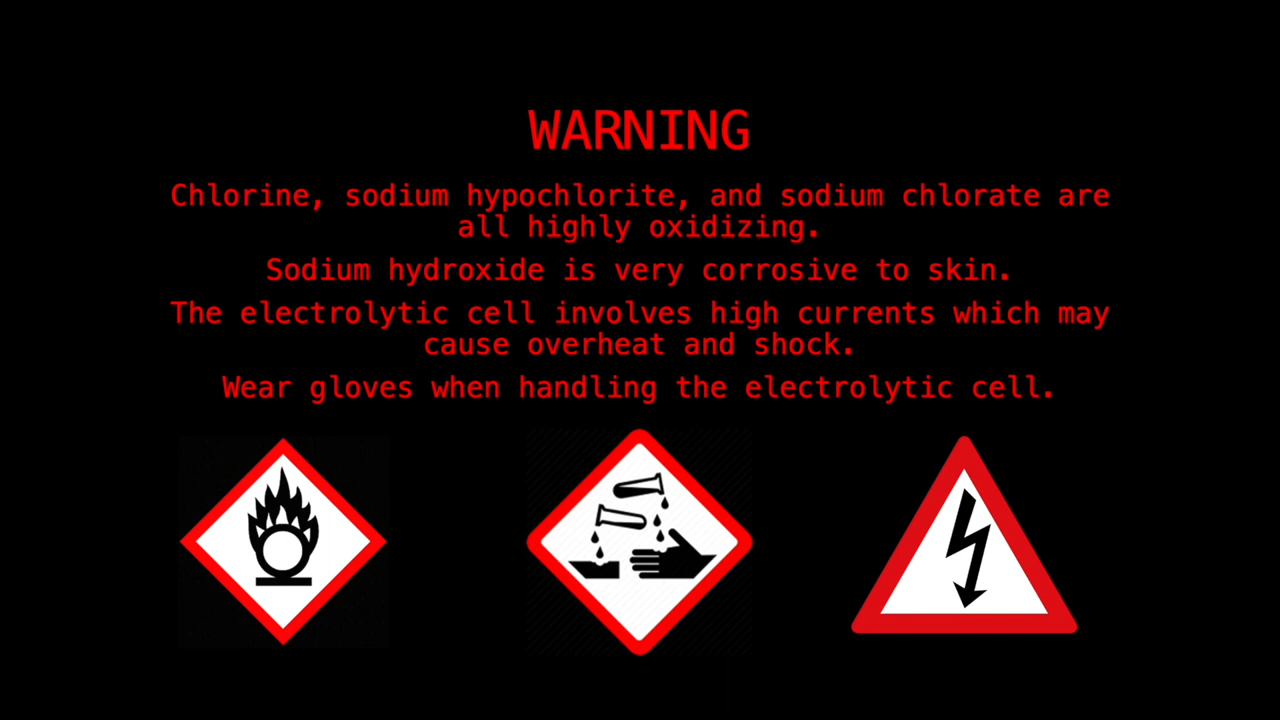 WARNING
Chlorine, sodium hypochlorite, and sodium chlorate are
all highly oxidizing.
Sodium hydroxide is very corrosive to skin.
The electrolytic cell involves high currents which may
cause overheat and shock.
Wear gloves when handling the electrolytic cell.